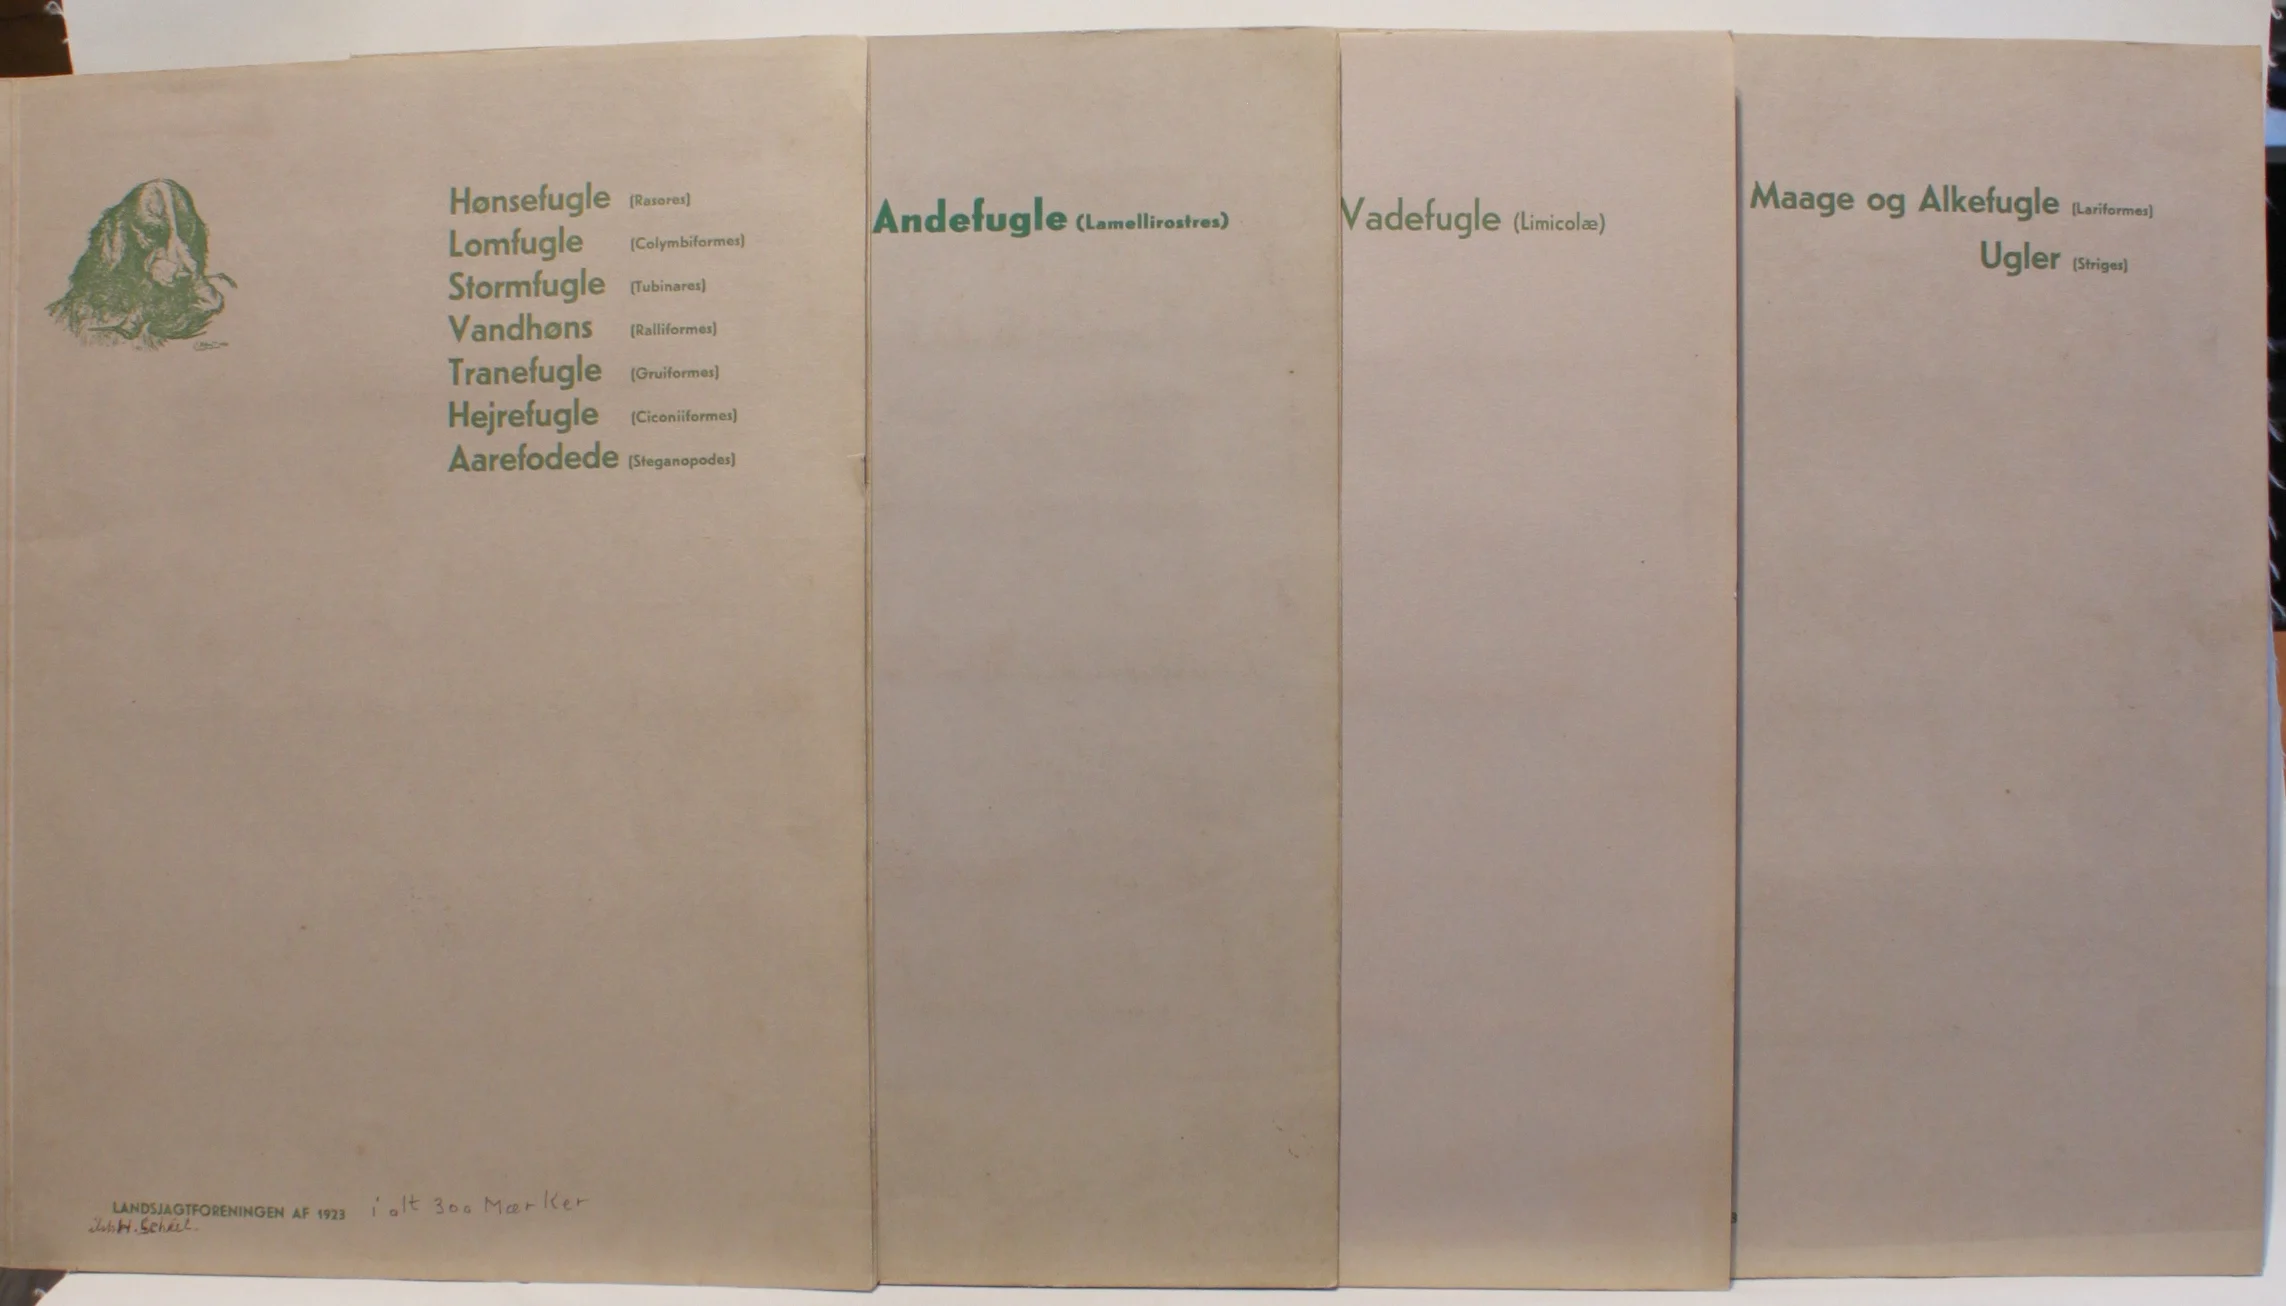 Hønsefugle (Rasores)
Lomfugle (Colymbiformes)
Stormfugle (Tubinares)
Vandhøns (Ralliformes)
Tranefugle (Gruiformes)
Hejrefugle (Ciconiiformes)
Aarefodede (Steganopodes)
LANDSJAGTFORENINGEN AF 1923 i alt 300 Mærker
H. Scheel.
Andefugle (Lamellirostres)
Vadefugle (Limicolæ)
Maage og Alkefugle (Lariformes)
Ugler (Striges)